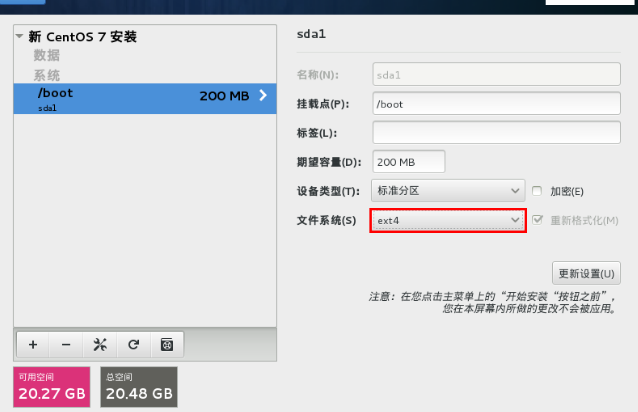 新 CentOS 7 安装
数据
系统
/boot
200 MB
sda1
可用空间
20.27 GB
总空间
20.48 GB
sda1
名称(N):
sda1
挂载点(P):
/boot
标签(L):
期望容量(D):
200 MB
设备类型(T):
标准分区
加密(E)
文件系统(S)
ext4
重新格式化(M)
更新设置(U)
注意: 在您点击主菜单上的“开始安装“按钮之前”,
您在本屏幕内所做的更改不会被应用。